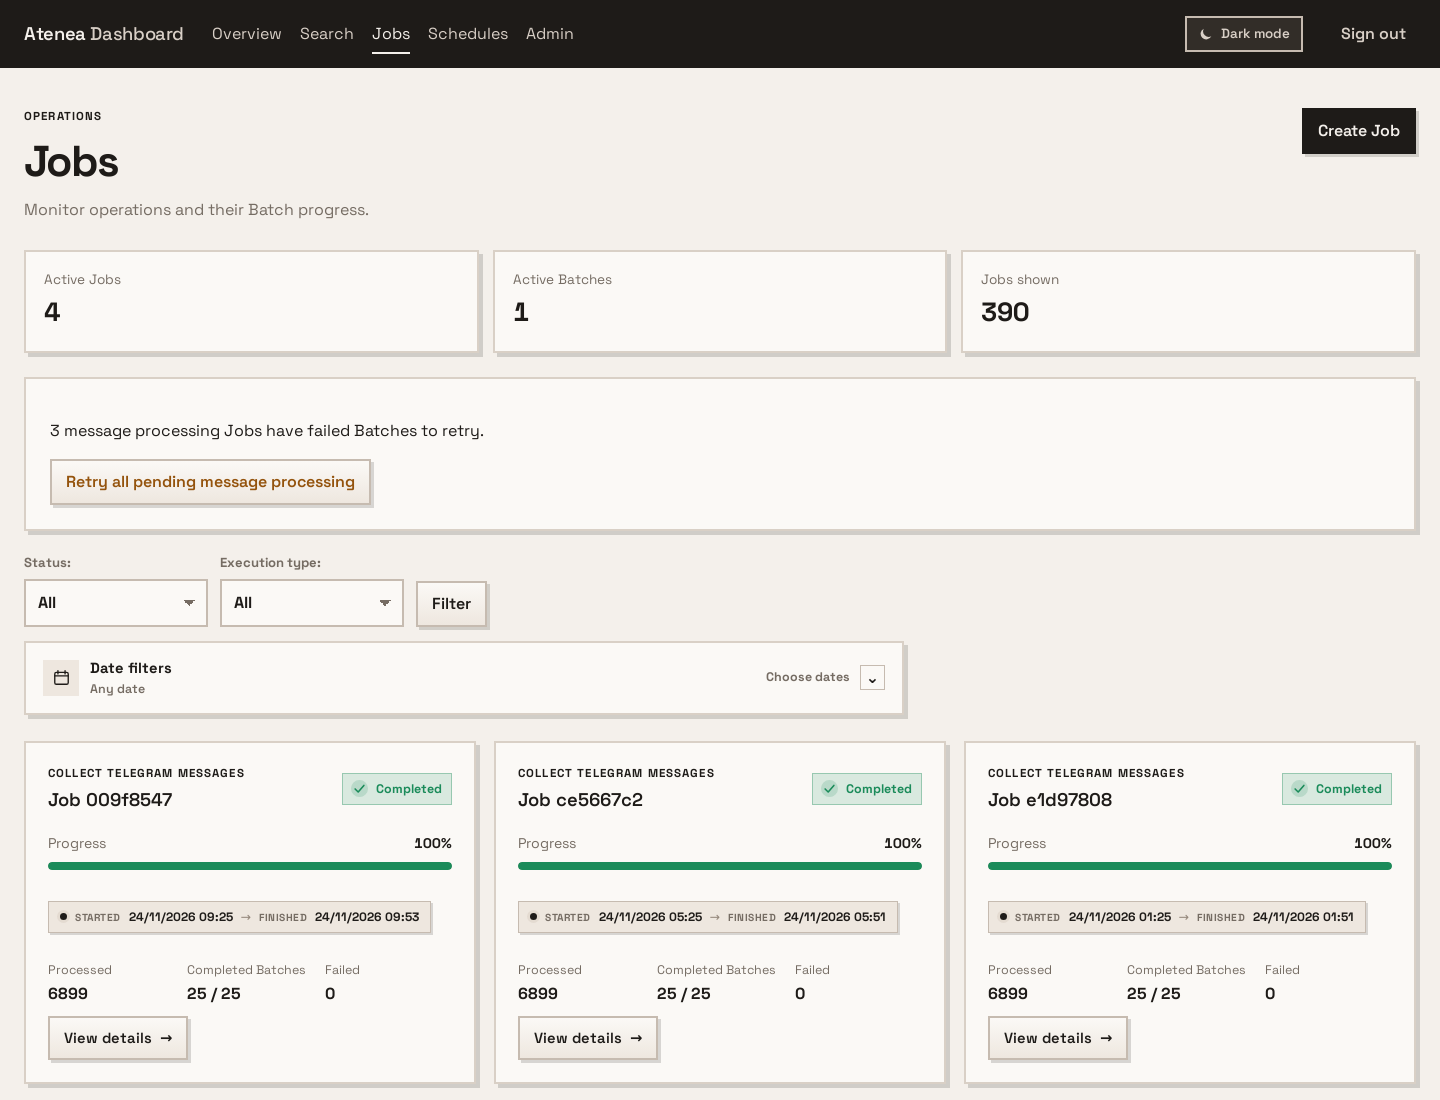 Atenea Dashboard Overview Search Jobs Schedules Admin Dark mode Sign out
OPERATIONS
Create Job
Jobs
Monitor operations and their Batch progress.
Active Jobs
4
Active Batches
1
Jobs shown
390
3 message processing Jobs have failed Batches to retry.
Retry all pending message processing
Status:
All
Execution type:
All
Filter
Date filters
Any date
Choose dates
COLLECT TELEGRAM MESSAGES
Job 009f8547
Completed
Progress 100%
STARTED 24/11/2026 09:25 → FINISHED 24/11/2026 09:53
Processed Completed Batches Failed
6899 25 / 25 0
View details →
COLLECT TELEGRAM MESSAGES
Job ce5667c2
Completed
Progress 100%
STARTED 24/11/2026 05:25 → FINISHED 24/11/2026 05:51
Processed Completed Batches Failed
6899 25 / 25 0
View details →
COLLECT TELEGRAM MESSAGES
Job e1d97808
Completed
Progress 100%
STARTED 24/11/2026 01:25 → FINISHED 24/11/2026 01:51
Processed Completed Batches Failed
6899 25 / 25 0
View details →